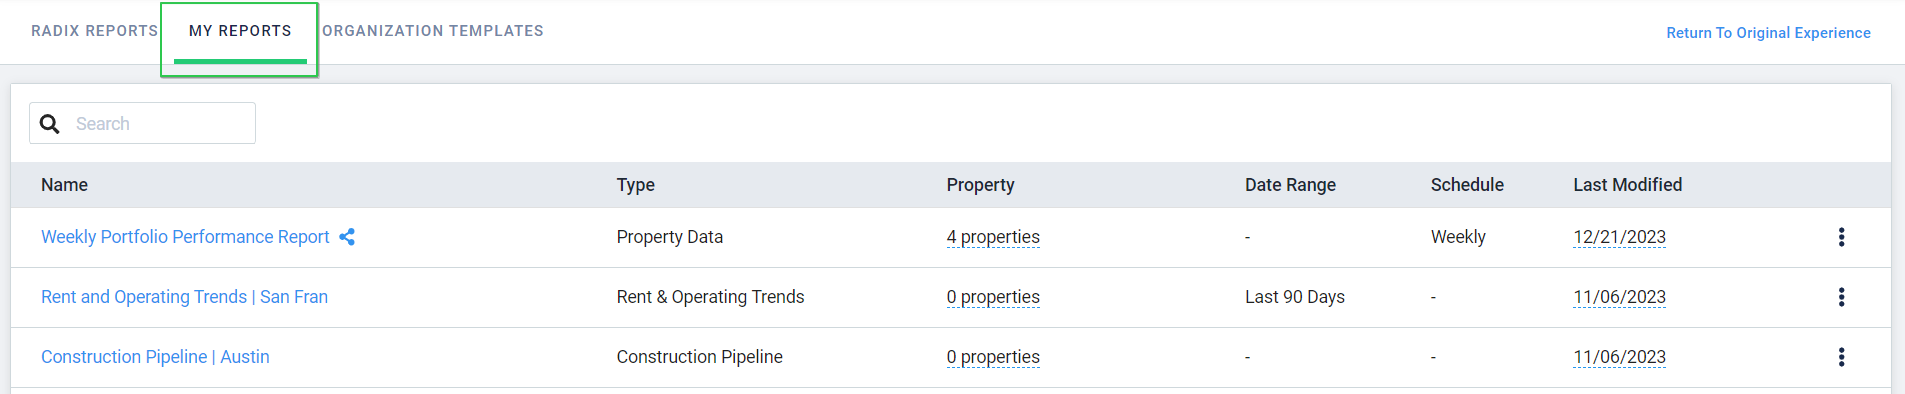 RADIX REPORTS MY REPORTS ORGANIZATION TEMPLATES Return To Original Experience
Search
Name Type Property Date Range Schedule Last Modified
Weekly Portfolio Performance Report Property Data 4 properties - Weekly 12/21/2023
Rent and Operating Trends | San Fran Rent & Operating Trends 0 properties Last 90 Days - 11/06/2023
Construction Pipeline | Austin Construction Pipeline 0 properties - - 11/06/2023